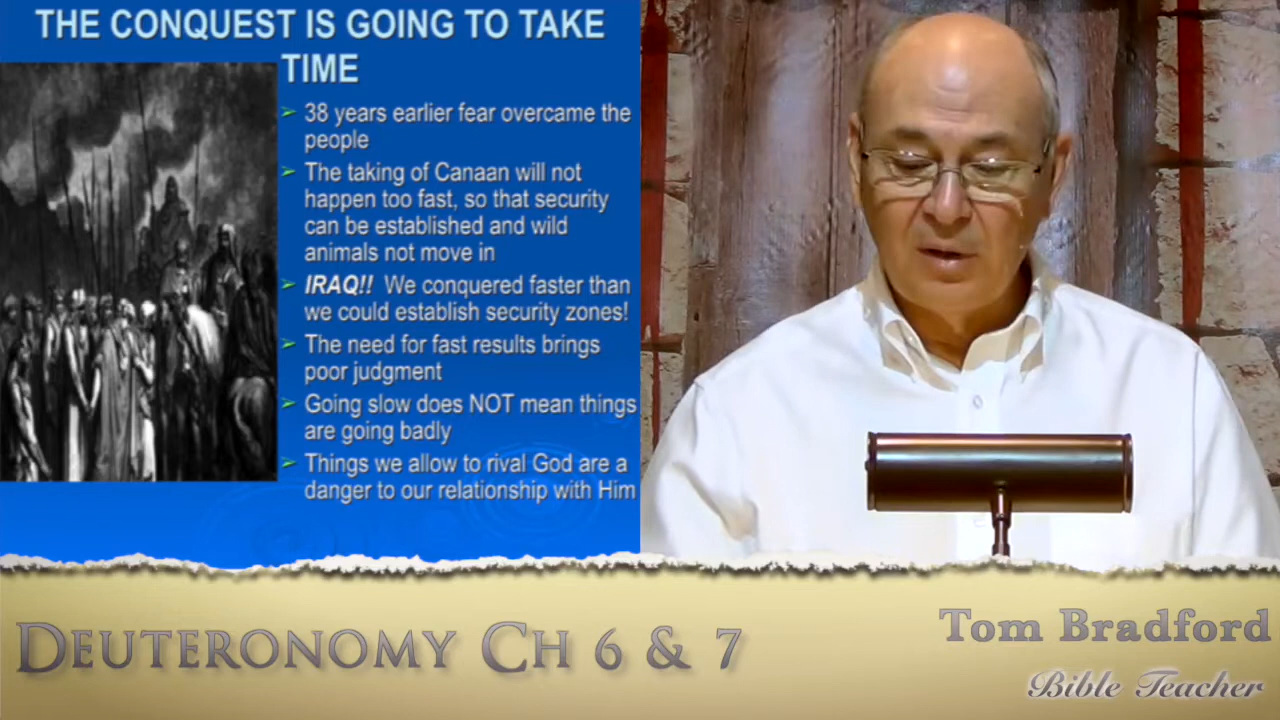 THE CONQUEST IS GOING TO TAKE
TIME
➢ 38 years earlier fear overcame the
people
➢ The taking of Canaan will not
happen too fast, so that security
can be established and wild
animals not move in
➢ IRAQ!! We conquered faster than
we could establish security zones!
➢ The need for fast results brings
poor judgment
➢ Going slow does NOT mean things
are going badly
➢ Things we allow to rival God are a
danger to our relationship with Him
DEUTERONOMY CH 6 & 7
Tom Bradford
Bible Teacher